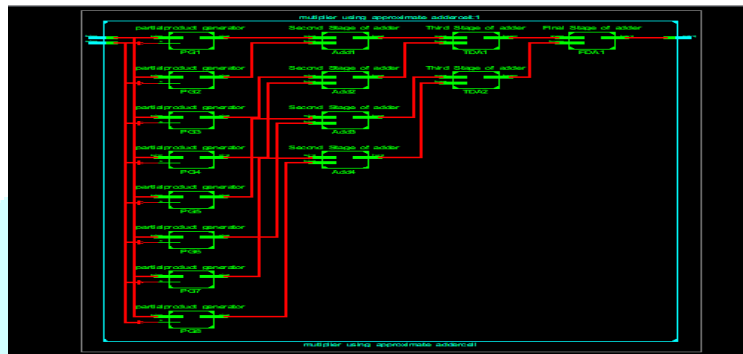 multiplier using approximate addercell:1
partialproduct generator
Second Stage of adder
Third Stage of adder
Final Stage of adder
PG1
Add1
TDA1
FDA1
partialproduct generator
Second Stage of adder
Third Stage of adder
PG2
Add2
TDA2
partialproduct generator
Second Stage of adder
PG3
Add3
partialproduct generator
Second Stage of adder
PG4
Add4
partialproduct generator
PG5
partialproduct generator
PG6
partialproduct generator
PG7
partialproduct generator
PG8
multiplier using approximate addercell